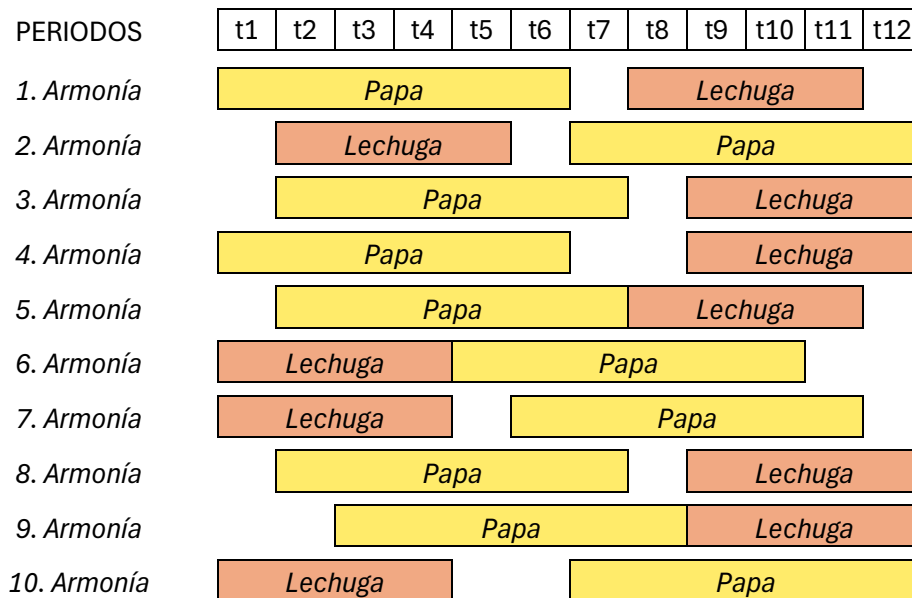 PERIODOS t1 t2 t3 t4 t5 t6 t7 t8 t9 t10 t11 t12
1. Armonía Papa Lechuga
2. Armonía Lechuga Papa
3. Armonía Papa Lechuga
4. Armonía Papa Lechuga
5. Armonía Papa Lechuga
6. Armonía Lechuga Papa
7. Armonía Lechuga Papa
8. Armonía Papa Lechuga
9. Armonía Papa Lechuga
10. Armonía Lechuga Papa